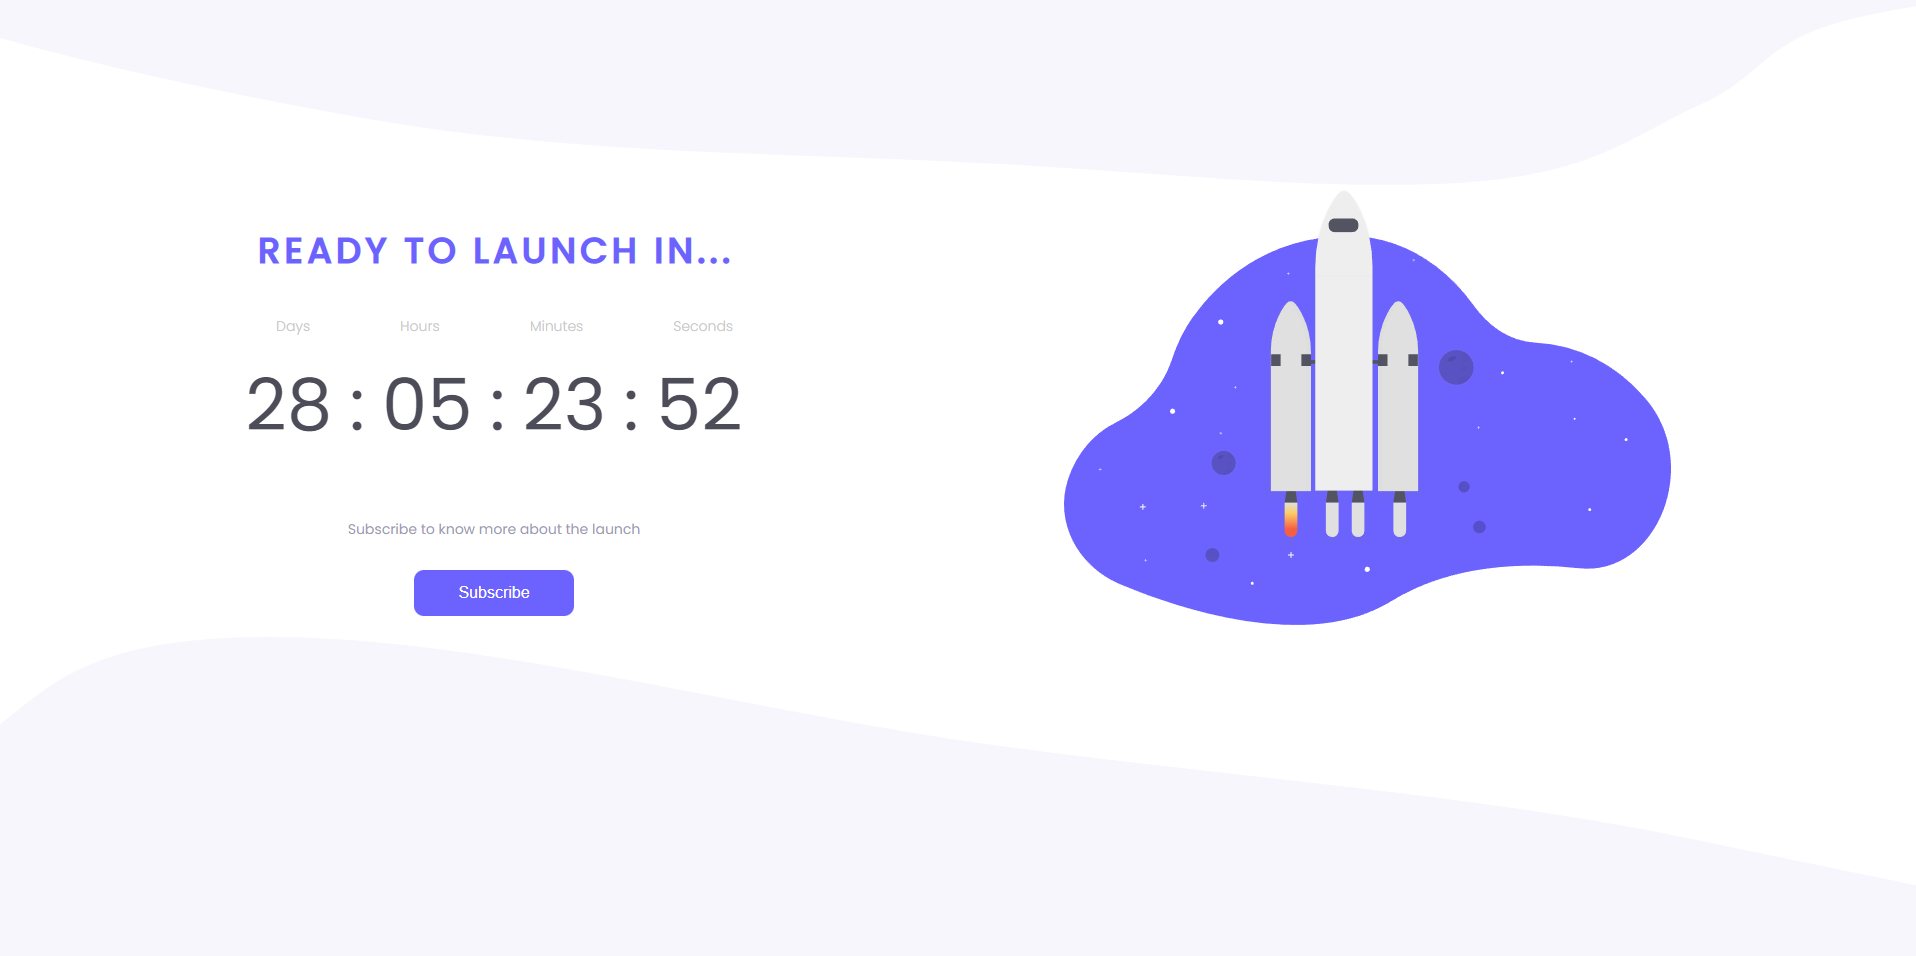 READY TO LAUNCH IN...
Days Hours Minutes Seconds
28 : 05 : 23 : 52
Subscribe to know more about the launch
Subscribe